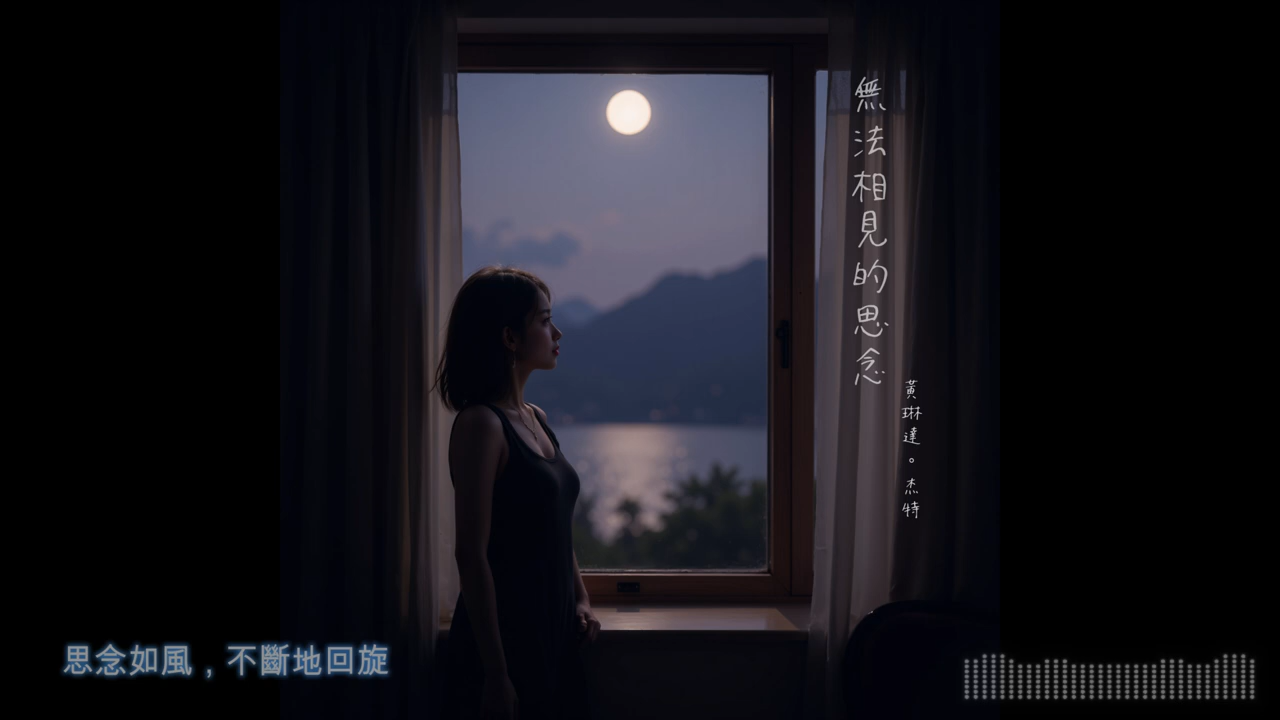 無法相見的思念
黃琳達。杰特
思念如風，不斷地回旋